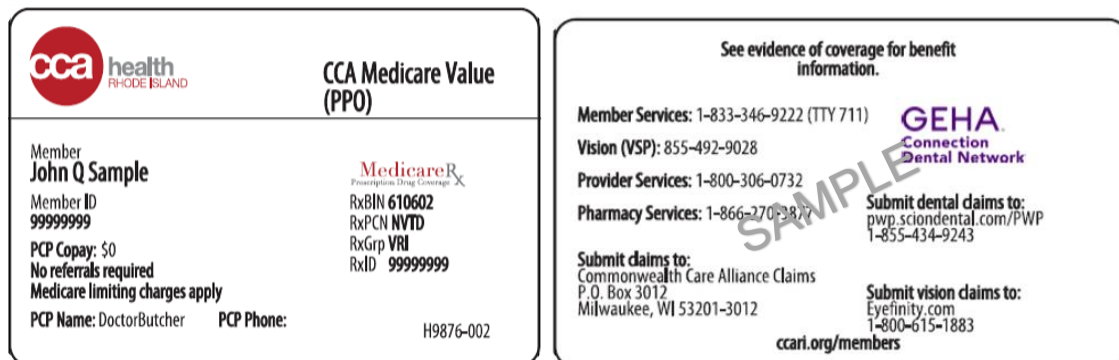 cca health
RHODE ISLAND
CCA Medicare Value
(PPO)
Member
John Q Sample
Member ID
99999999
PCP Copay: $0
No referrals required
Medicare limiting charges apply
PCP Name: DoctorButcher PCP Phone:
MedicareRx
Prescription Drug Coverage
RxBIN 610602
RxPCN NVTD
RxGrp VRI
RxID 99999999
H9876-002
See evidence of coverage for benefit
information.
Member Services: 1-833-346-9222 (TTY 711)
Vision (VSP): 855-492-9028
Provider Services: 1-800-306-0732
Pharmacy Services: 1-866-270-3877
GEHA
Connection
Dental Network
SAMPLE
Submit claims to:
Commonwealth Care Alliance Claims
P.O. Box 3012
Milwaukee, WI 53201-3012
Submit dental claims to:
pwp.sciondental.com/PWP
1-855-434-9243
Submit vision claims to:
Eyefinity.com
1-800-615-1883
ccari.org/members